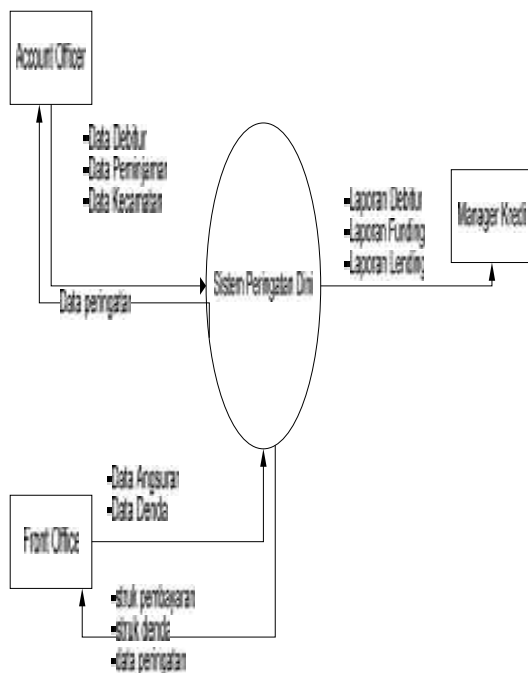 Account Officer
Data Debitur
Data Peminjaman
Data Kecamatan
Data peringatan
Sistem Peringatan Dini
Laporan Debitur
Laporan Funding
Laporan Lending
Manager Kredit
Data Angsuran
Data Denda
Front Office
struk pembayaran
struk denda
data peringatan